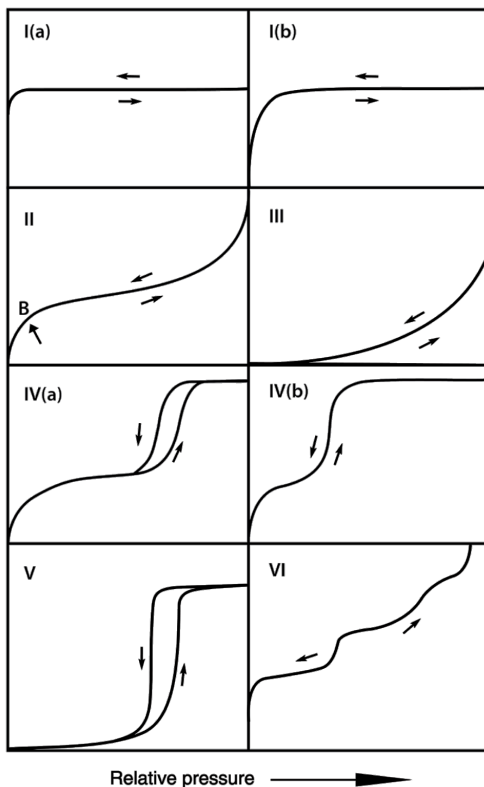 I(a)
I(b)
II
III
B
IV(a)
IV(b)
V
VI
Relative pressure